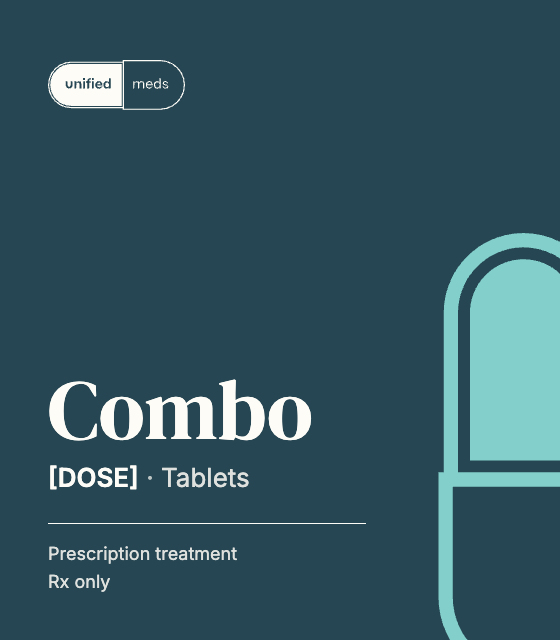 unified meds
Combo
[DOSE] · Tablets
Prescription treatment
Rx only